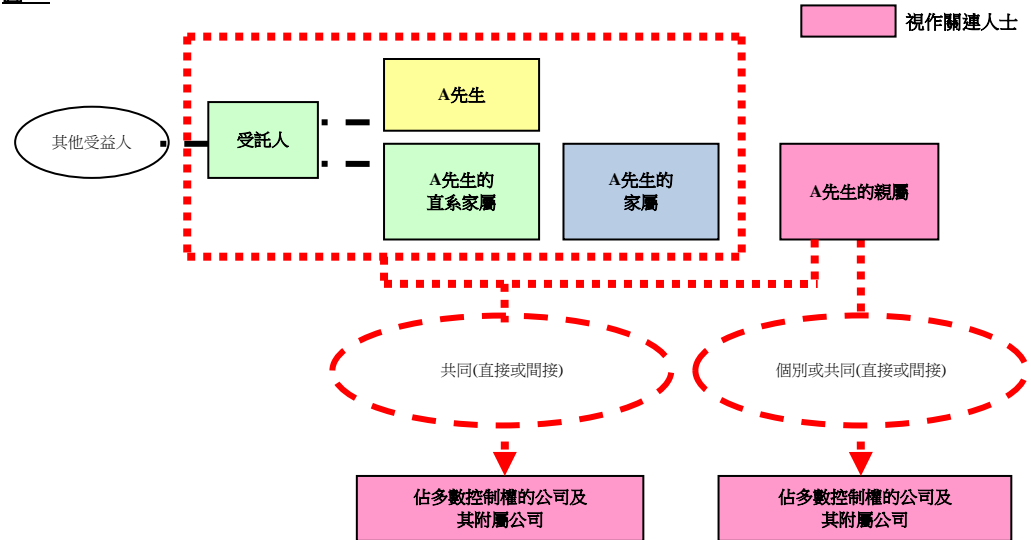 視作關連人士
A先生
其他受益人
受託人
A先生的
直系家屬
A先生的
家屬
A先生的親屬
共同(直接或間接)
個別或共同(直接或間接)
佔多數控制權的公司及
其附屬公司
佔多數控制權的公司及
其附屬公司